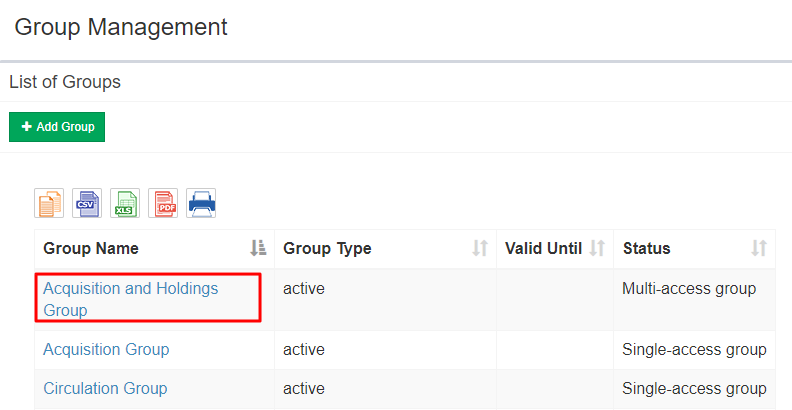 Group Management
List of Groups
+ Add Group
CSV XLS PDF
Group Name Group Type Valid Until Status
Acquisition and Holdings Group active Multi-access group
Acquisition Group active Single-access group
Circulation Group active Single-access group